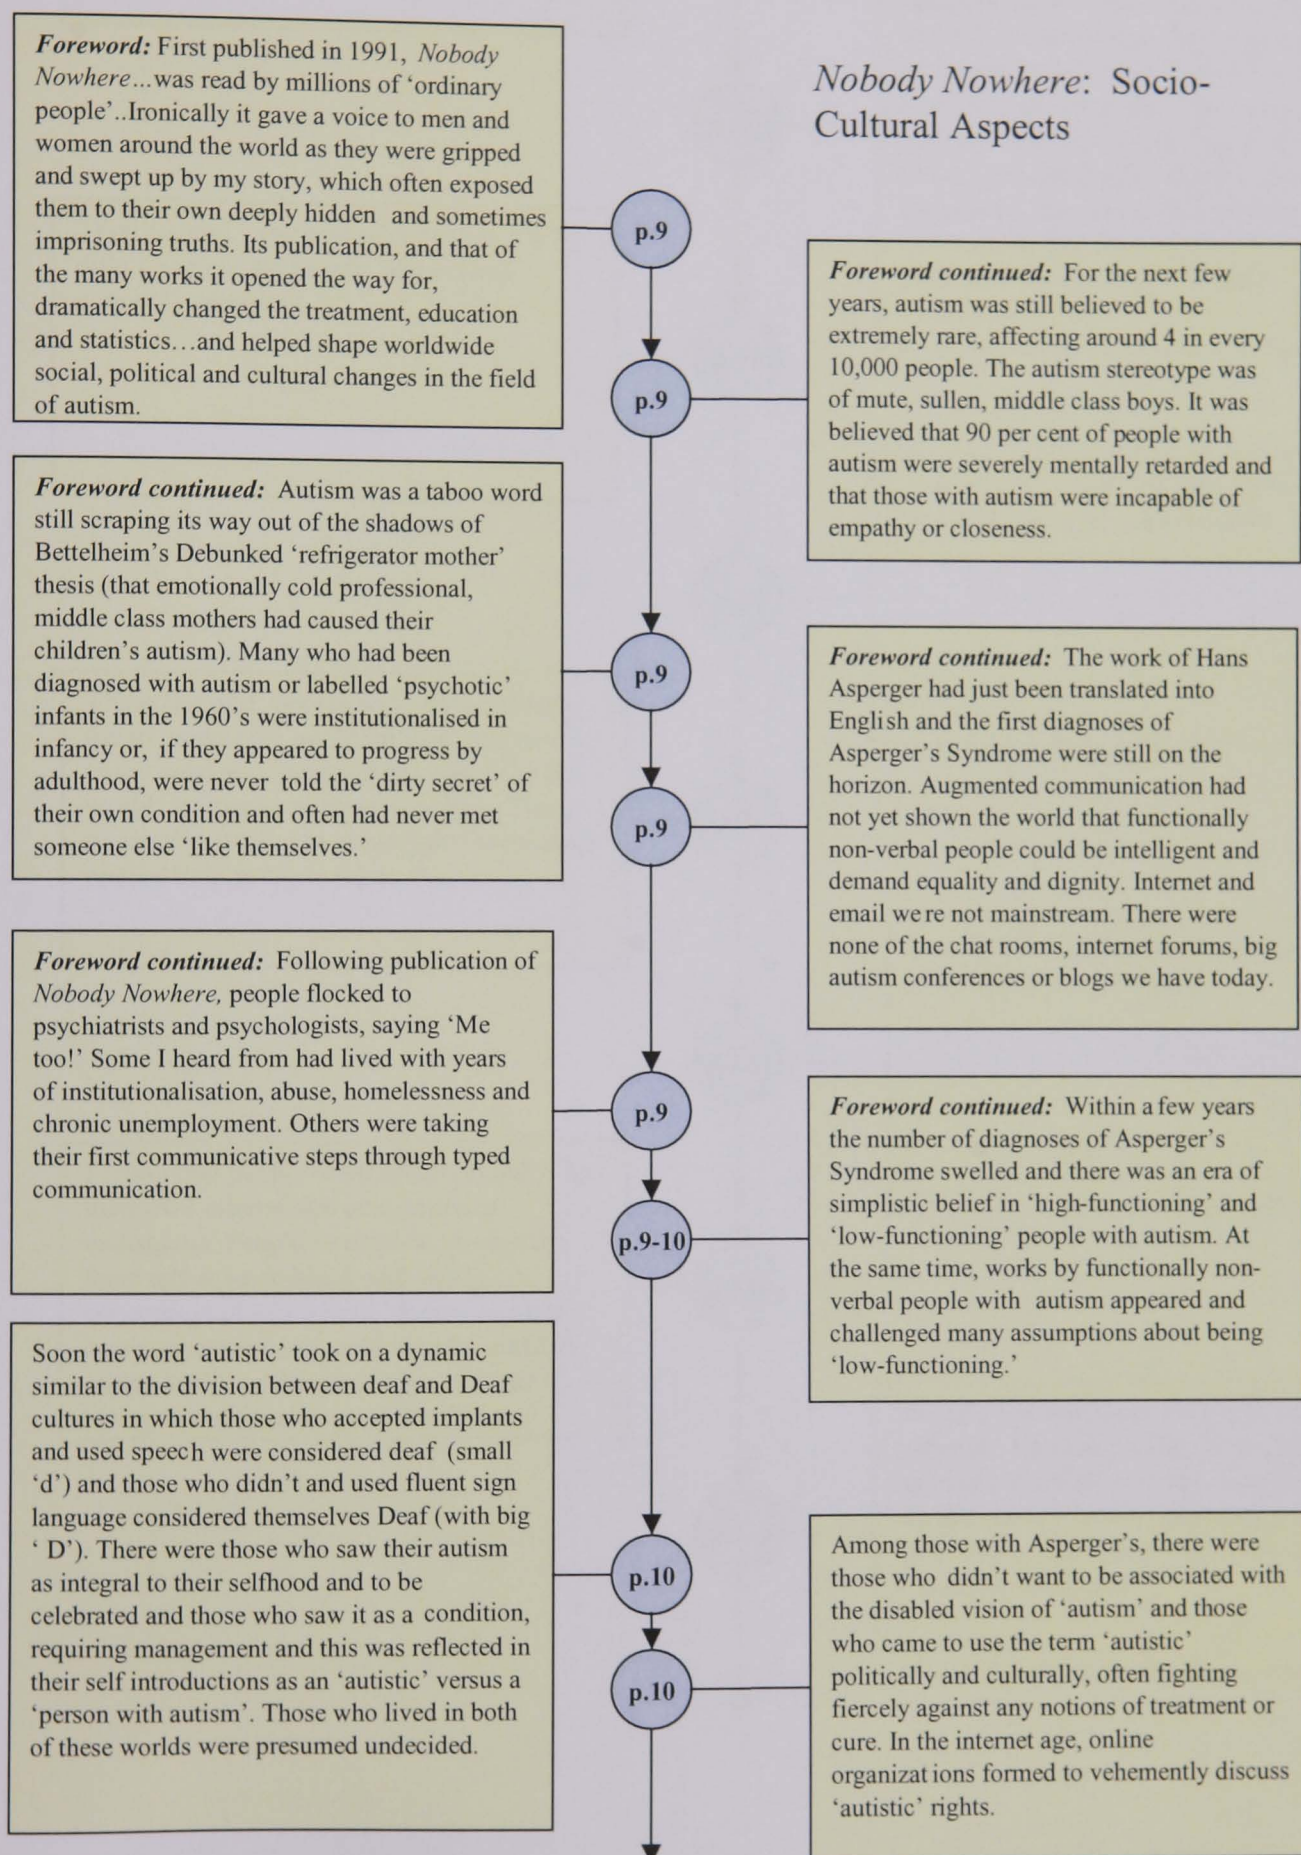 Nobody Nowhere: Socio-
Cultural Aspects
Foreword: First published in 1991, Nobody
Nowhere...was read by millions of ‘ordinary
people’..Ironically it gave a voice to men and
women around the world as they were gripped
and swept up by my story, which often exposed
them to their own deeply hidden and sometimes
imprisoning truths. Its publication, and that of
the many works it opened the way for,
dramatically changed the treatment, education
and statistics...and helped shape worldwide
social, political and cultural changes in the field
of autism.
p.9
p.9
Foreword continued: For the next few
years, autism was still believed to be
extremely rare, affecting around 4 in every
10,000 people. The autism stereotype was
of mute, sullen, middle class boys. It was
believed that 90 per cent of people with
autism were severely mentally retarded and
that those with autism were incapable of
empathy or closeness.
Foreword continued: Autism was a taboo word
still scraping its way out of the shadows of
Bettelheim’s Debunked ‘refrigerator mother’
thesis (that emotionally cold professional,
middle class mothers had caused their
children’s autism). Many who had been
diagnosed with autism or labelled ‘psychotic’
infants in the 1960’s were institutionalised in
infancy or, if they appeared to progress by
adulthood, were never told the ‘dirty secret’ of
their own condition and often had never met
someone else ‘like themselves.’
p.9
p.9
Foreword continued: The work of Hans
Asperger had just been translated into
English and the first diagnoses of
Asperger’s Syndrome were still on the
horizon. Augmented communication had
not yet shown the world that functionally
non-verbal people could be intelligent and
demand equality and dignity. Internet and
email were not mainstream. There were
none of the chat rooms, internet forums, big
autism conferences or blogs we have today.
Foreword continued: Following publication of
Nobody Nowhere, people flocked to
psychiatrists and psychologists, saying ‘Me
too!’ Some I heard from had lived with years
of institutionalisation, abuse, homelessness and
chronic unemployment. Others were taking
their first communicative steps through typed
communication.
p.9
p.9-10
Foreword continued: Within a few years
the number of diagnoses of Asperger’s
Syndrome swelled and there was an era of
simplistic belief in ‘high-functioning’ and
‘low-functioning’ people with autism. At
the same time, works by functionally non-
verbal people with autism appeared and
challenged many assumptions about being
‘low-functioning.’
Soon the word ‘autistic’ took on a dynamic
similar to the division between deaf and Deaf
cultures in which those who accepted implants
and used speech were considered deaf (small
‘d’) and those who didn’t and used fluent sign
language considered themselves Deaf (with big
‘ D’). There were those who saw their autism
as integral to their selfhood and to be
celebrated and those who saw it as a condition,
requiring management and this was reflected in
their self introductions as an ‘autistic’ versus a
‘person with autism’. Those who lived in both
of these worlds were presumed undecided.
p.10
p.10
Among those with Asperger’s, there were
those who didn’t want to be associated with
the disabled vision of ‘autism’ and those
who came to use the term ‘autistic’
politically and culturally, often fighting
fiercely against any notions of treatment or
cure. In the internet age, online
organizations formed to vehemently discuss
‘autistic’ rights.